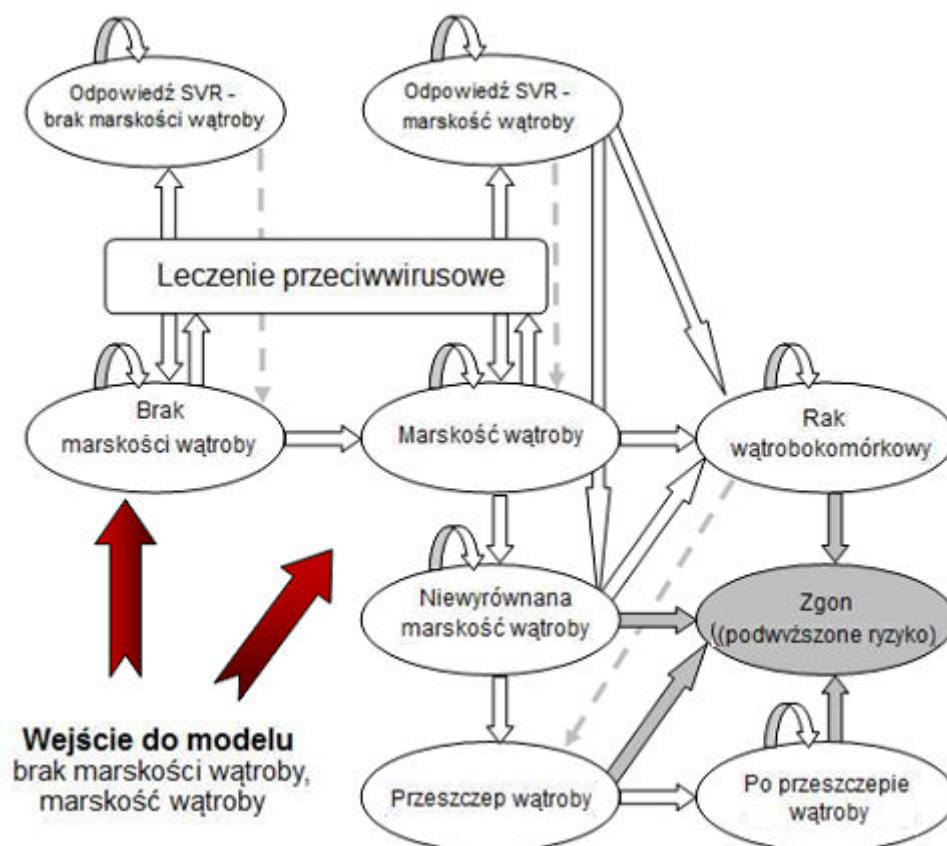 Odpowiedź SVR -
brak marskości wątroby
Odpowiedź SVR -
marskość wątroby
Leczenie przeciwwirusowe
Brak
marskości wątroby
Marskość wątroby
Rak
wątrobokomórkowy
Niewyrównana
marskość wątroby
Zgon
((podwyższone ryzyko)
Wejście do modelu
brak marskości wątroby,
marskość wątroby
Przeszczep wątroby
Po przeszczepie
wątroby